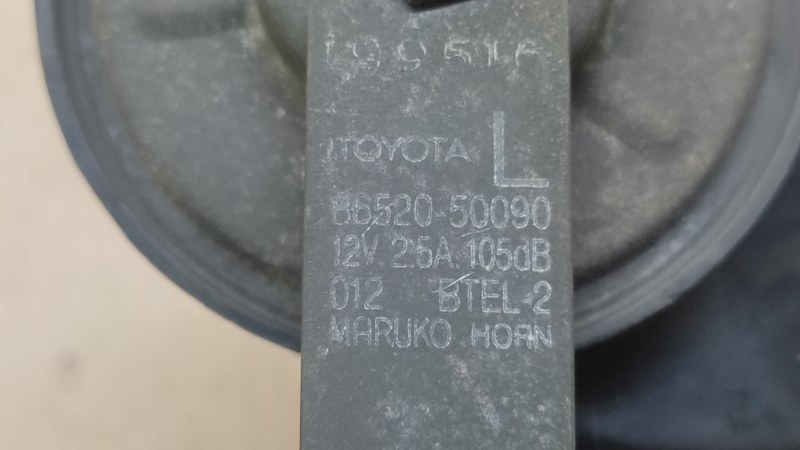 TOYOTA L
86520-50090
12V. 2.5A. 105dB
012 BTEL-2
MARUKO HORN